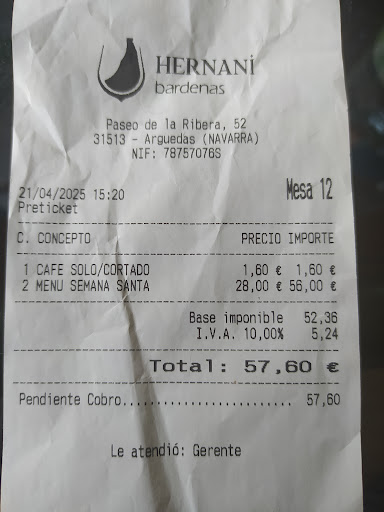 HERNANİ
bardenas
Paseo de la Ribera, 52
31513 - Arguedas (NAVARRA)
NIF: 78757076S
21/04/2025 15:20 Mesa 12
Preticket
C. CONCEPTO PRECIO IMPORTE
1 CAFE SOLO/CORTADO 1,60 € 1,60 €
2 MENU SEMANA SANTA 28,00 € 56,00 €
Base imponible 52,36
I.V.A. 10,00% 5,24
Total: 57,60 €
Pendiente Cobro........................ 57,60
Le atendió: Gerente